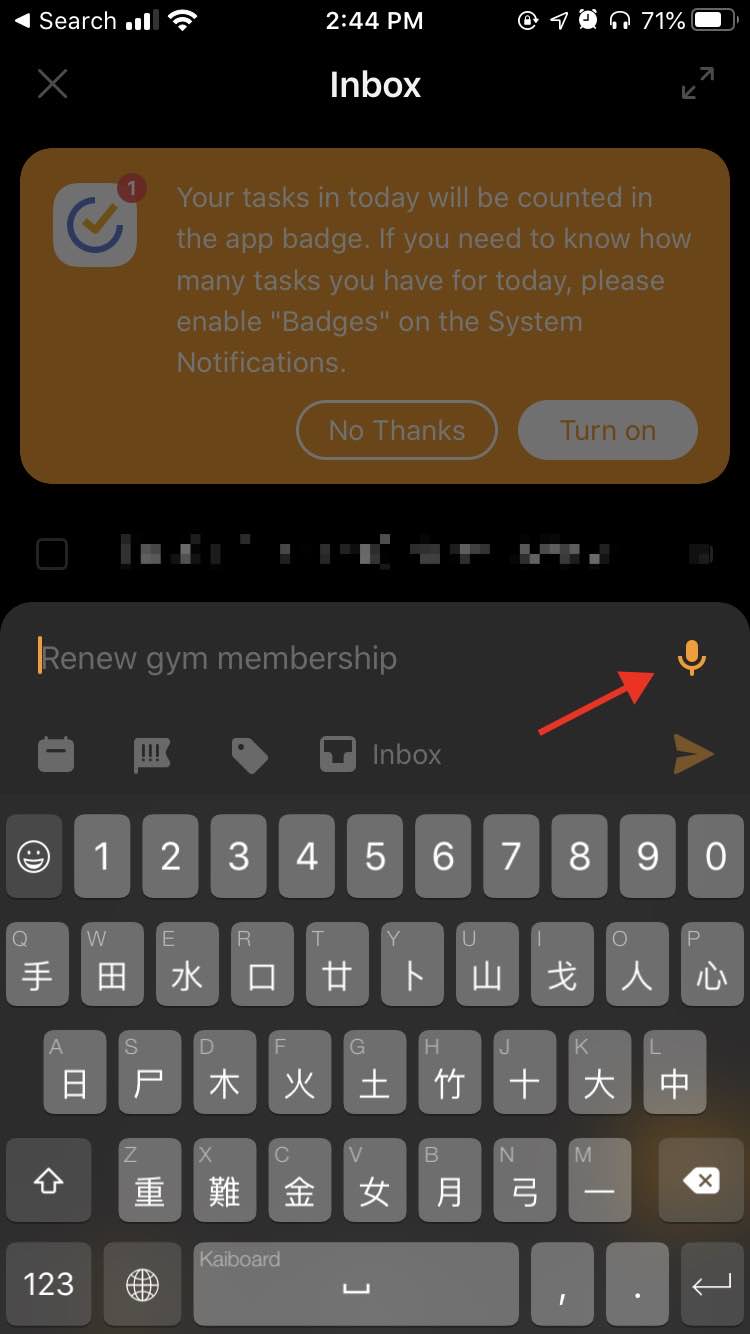 Search 2:44 PM 71%
Inbox
1
Your tasks in today will be counted in
the app badge. If you need to know how
many tasks you have for today, please
enable "Badges" on the System
Notifications.
No Thanks Turn on
Renew gym membership
!!! Inbox
1 2 3 4 5 6 7 8 9 0
Q W E R T Y U I O P
手 田 水 口 廿 卜 山 戈 人 心
A S D F G H J K L
日 尸 木 火 土 竹 十 大 中
Z X C V B N M
重 難 金 女 月 弓 一
Kaiboard
123 , .